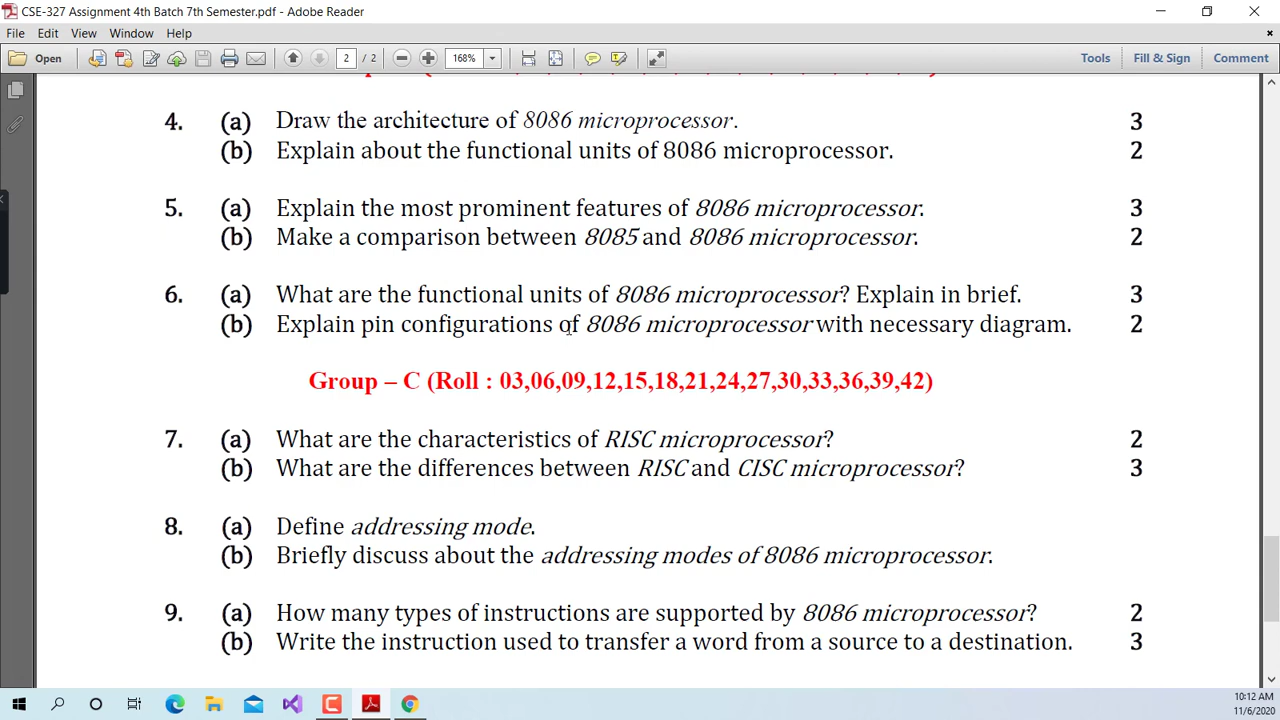 CSE-327 Assignment 4th Batch 7th Semester.pdf - Adobe Reader
File Edit View Window Help
Open 2 / 2 168% Tools Fill & Sign Comment
4. (a) Draw the architecture of 8086 microprocessor. 3
(b) Explain about the functional units of 8086 microprocessor. 2
5. (a) Explain the most prominent features of 8086 microprocessor. 3
(b) Make a comparison between 8085 and 8086 microprocessor. 2
6. (a) What are the functional units of 8086 microprocessor? Explain in brief. 3
(b) Explain pin configurations of 8086 microprocessor with necessary diagram. 2
Group – C (Roll : 03,06,09,12,15,18,21,24,27,30,33,36,39,42)
7. (a) What are the characteristics of RISC microprocessor? 2
(b) What are the differences between RISC and CISC microprocessor? 3
8. (a) Define addressing mode.
(b) Briefly discuss about the addressing modes of 8086 microprocessor.
9. (a) How many types of instructions are supported by 8086 microprocessor? 2
(b) Write the instruction used to transfer a word from a source to a destination. 3
10:12 AM
11/6/2020